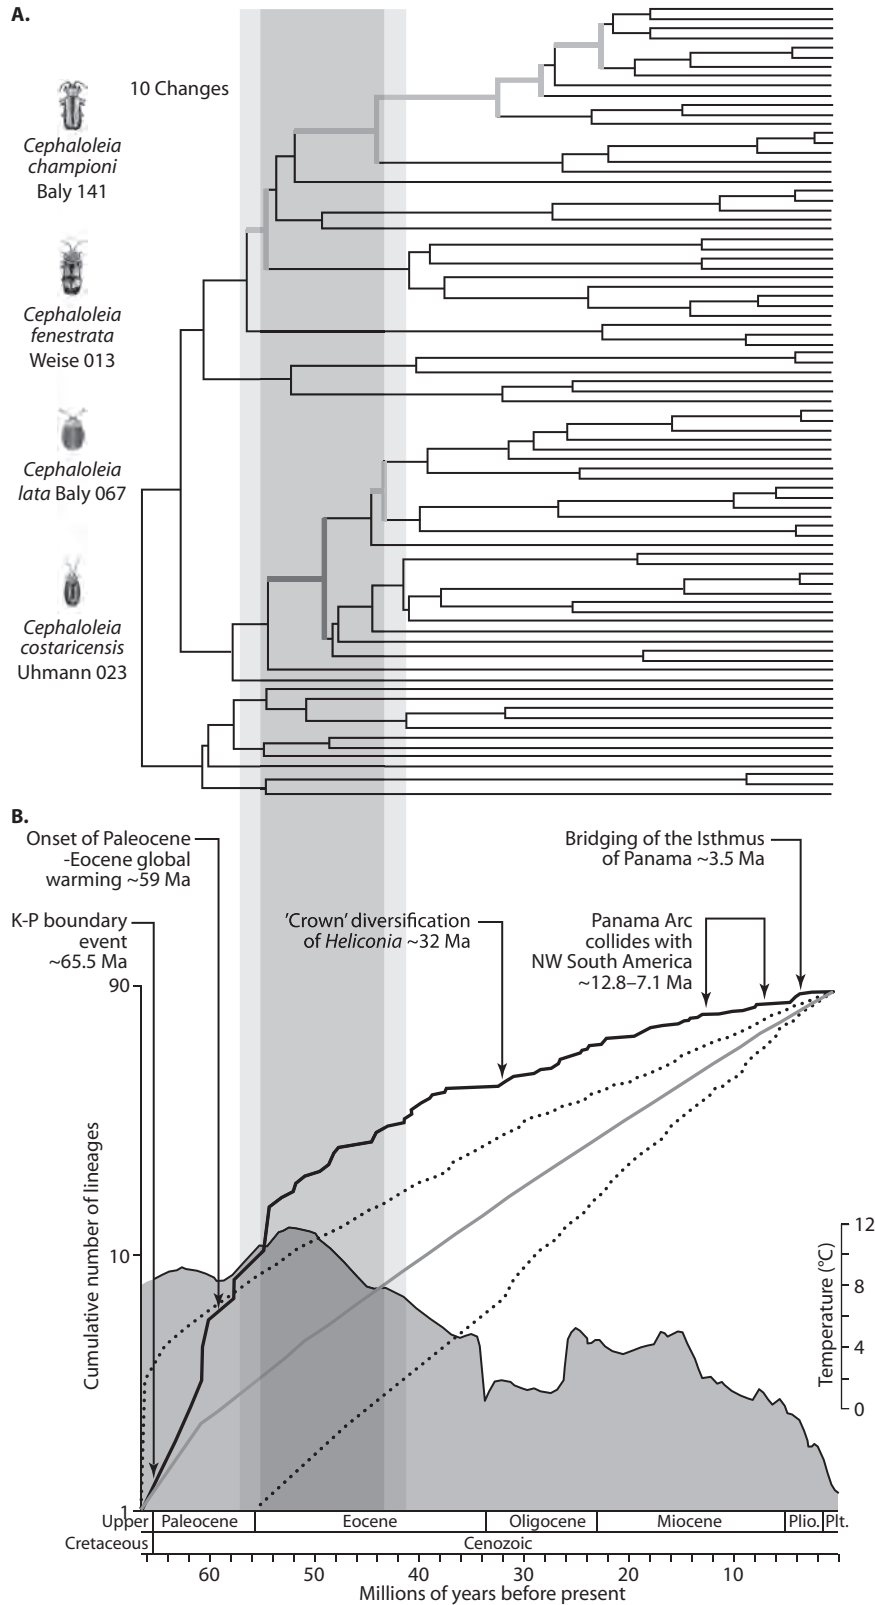 A.
10 Changes
Cephaloleia
championi
Baly 141
Cephaloleia
fenestrata
Weise 013
Cephaloleia
lata Baly 067
Cephaloleia
costaricensis
Uhmann 023
B.
Onset of Paleocene
-Eocene global
warming ~59 Ma
Bridging of the Isthmus
of Panama ~3.5 Ma
K-P boundary
event
~65.5 Ma
'Crown' diversification
of Heliconia ~32 Ma
Panama Arc
collides with
NW South America
~12.8–7.1 Ma
90
10
1
Cumulative number of lineages
12
8
4
0
Temperature (°C)
Upper Paleocene Eocene Oligocene Miocene Plio. Plt.
Cretaceous Cenozoic
60 50 40 30 20 10
Millions of years before present